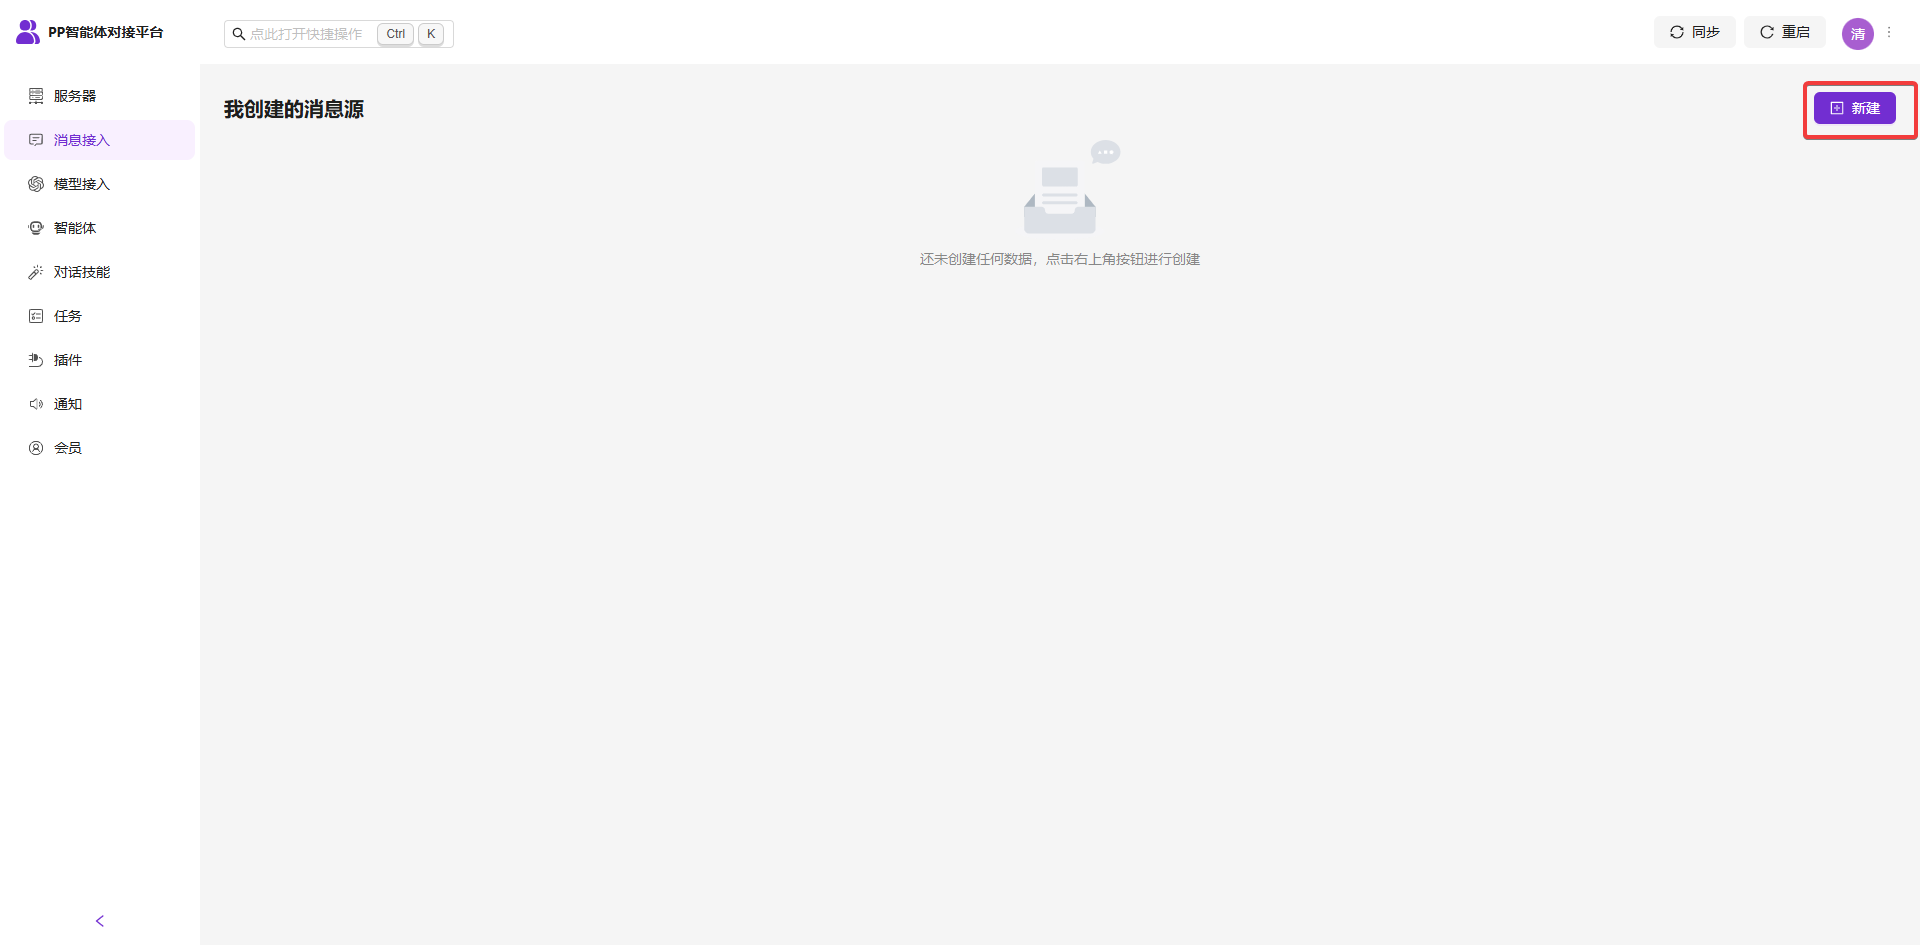 PP智能体对接平台
点此打开快捷操作 Ctrl K
同步
重启
清
服务器
消息接入
模型接入
智能体
对话技能
任务
插件
通知
会员
我创建的消息源
新建
还未创建任何数据，点击右上角按钮进行创建